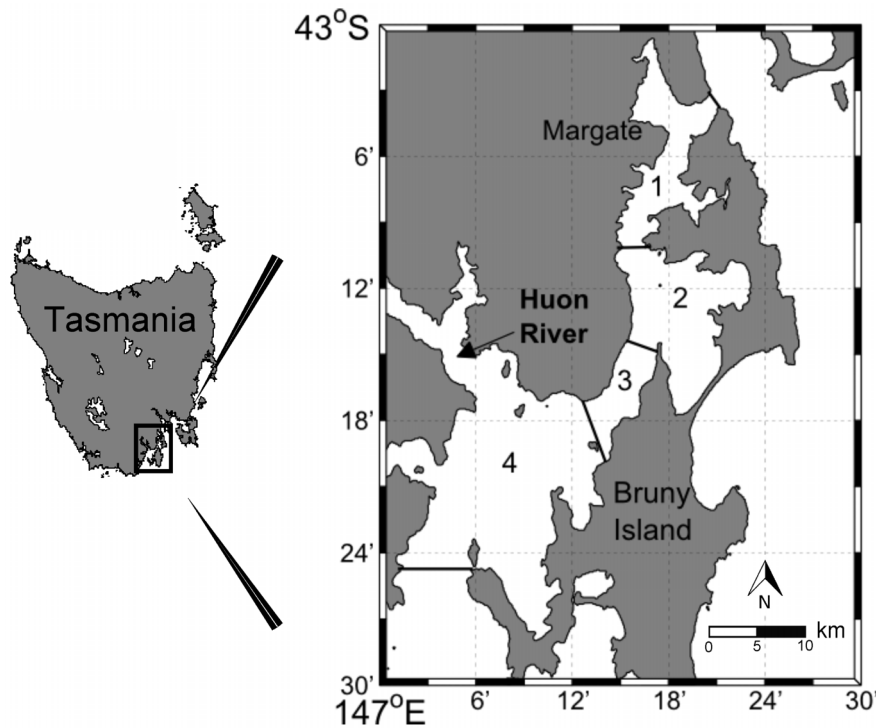 43°S
Margate
6'
1
12'
2
Huon
River
Tasmania
3
18'
4
Bruny
Island
24'
N
km
0 5 10
30'
147°E 6' 12' 18' 24' 30'